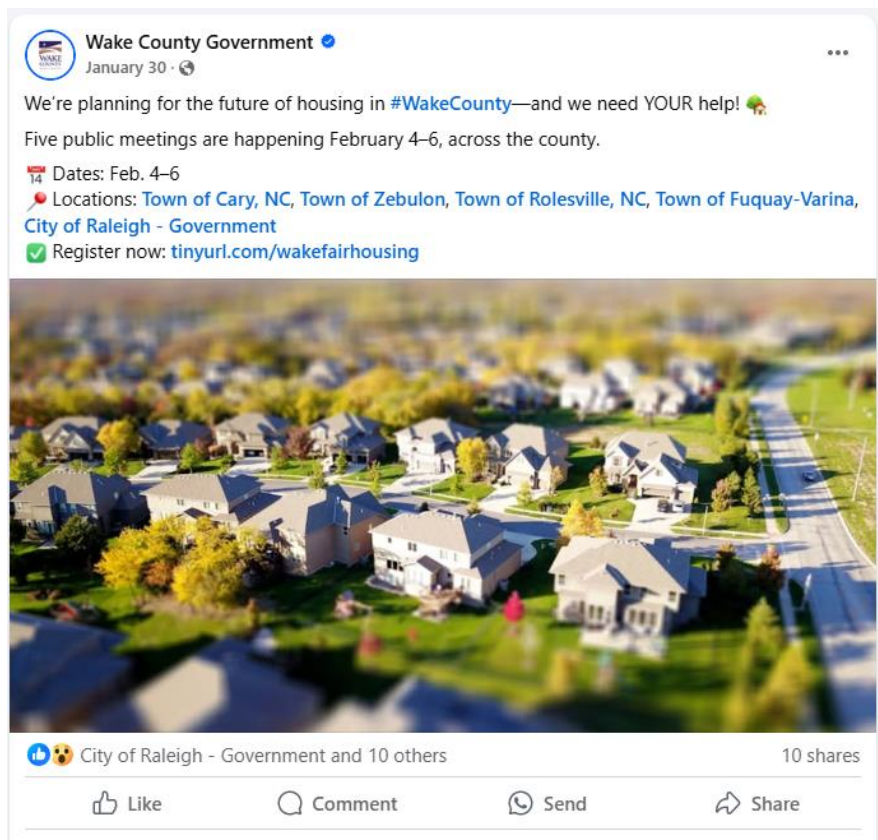 WAKE
COUNTY
Wake County Government
January 30 ·
We're planning for the future of housing in #WakeCounty—and we need YOUR help!
Five public meetings are happening February 4–6, across the county.
14 Dates: Feb. 4–6
Locations: Town of Cary, NC, Town of Zebulon, Town of Rolesville, NC, Town of Fuquay-Varina,
City of Raleigh - Government
Register now: tinyurl.com/wakefairhousing
City of Raleigh - Government and 10 others 10 shares
Like Comment Send Share